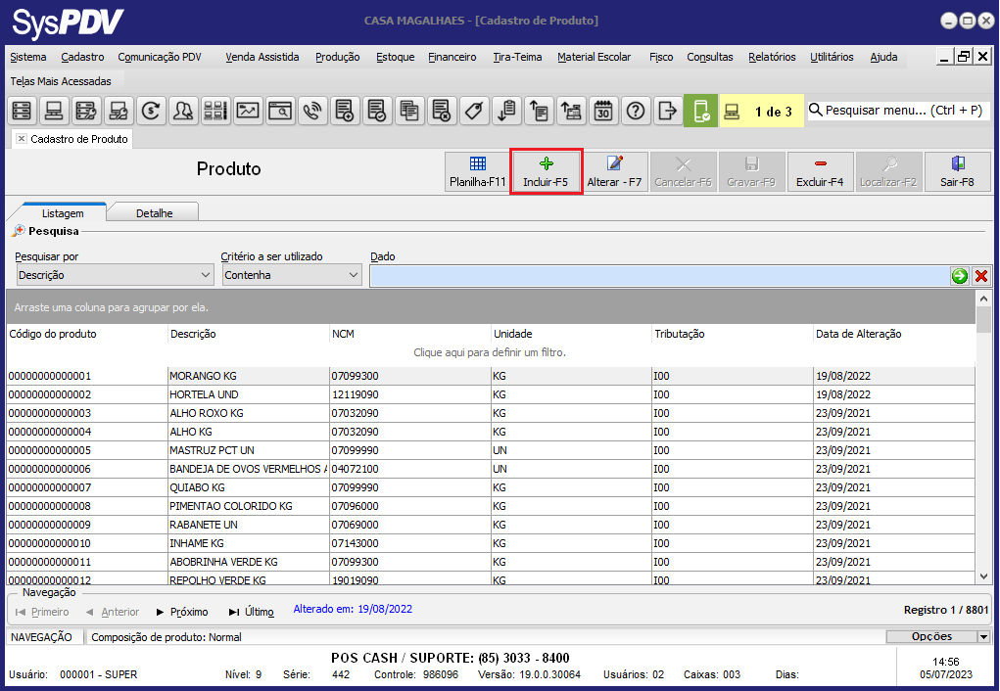 SysPDV
CASA MAGALHAES - [Cadastro de Produto]
Sistema Cadastro Comunicação PDV Venda Assistida Produção Estoque Financeiro Tira-Teima Material Escolar Fisco Consultas Relatórios Utilitários Ajuda
Telas Mais Acessadas
1 de 3 Pesquisar menu... (Ctrl + P)
Cadastro de Produto
Produto
Planilha-F11 Incluir-F5 Alterar - F7 Cancelar-F6 Gravar-F9 Excluir-F4 Localizar-F2 Sair-F8
Listagem Detalhe
Pesquisa
Pesquisar por Critério a ser utilizado Dado
Descrição Contenha
Arraste uma coluna para agrupar por ela.
Código do produto Descrição NCM Unidade Tributação Data de Alteração
Clique aqui para definir um filtro.
00000000000001 MORANGO KG 07099300 KG I00 19/08/2022
00000000000002 HORTELA UND 12119090 KG I00 19/08/2022
00000000000003 ALHO ROXO KG 07032090 KG I00 23/09/2021
00000000000004 ALHO KG 07032090 KG I00 23/09/2021
00000000000005 MASTRUZ PCT UN 07099990 UN I00 23/09/2021
00000000000006 BANDEJA DE OVOS VERMELHOS A 04072100 UN I00 23/09/2021
00000000000007 QUIABO KG 07099990 KG I00 23/09/2021
00000000000008 PIMENTAO COLORIDO KG 07096000 KG I00 23/09/2021
00000000000009 RABANETE UN 07069000 KG I00 23/09/2021
00000000000010 INHAME KG 07143000 KG I00 23/09/2021
00000000000011 ABOBRINHA VERDE KG 07099300 KG I00 23/09/2021
00000000000012 REPOLHO VERDE KG 19019090 KG I00 23/09/2021
Navegação
Primeiro Anterior Próximo Último Alterado em: 19/08/2022 Registro 1 / 8801
NAVEGAÇÃO Composição de produto: Normal Opções
POS CASH / SUPORTE: (85) 3033 - 8400
Usuário: 000001 - SUPER Nível: 9 Série: 442 Controle: 986096 Versão: 19.0.0.30064 Usuários: 02 Caixas: 003 Dias:
14:56
05/07/2023